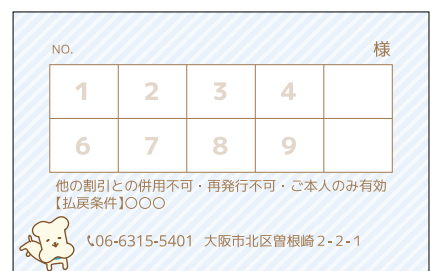 NO. 様
1 2 3 4
6 7 8 9
他の割引との併用不可・再発行不可・ご本人のみ有効
【払戻条件】〇〇〇
06-6315-5401 大阪市北区曽根崎2-2-1